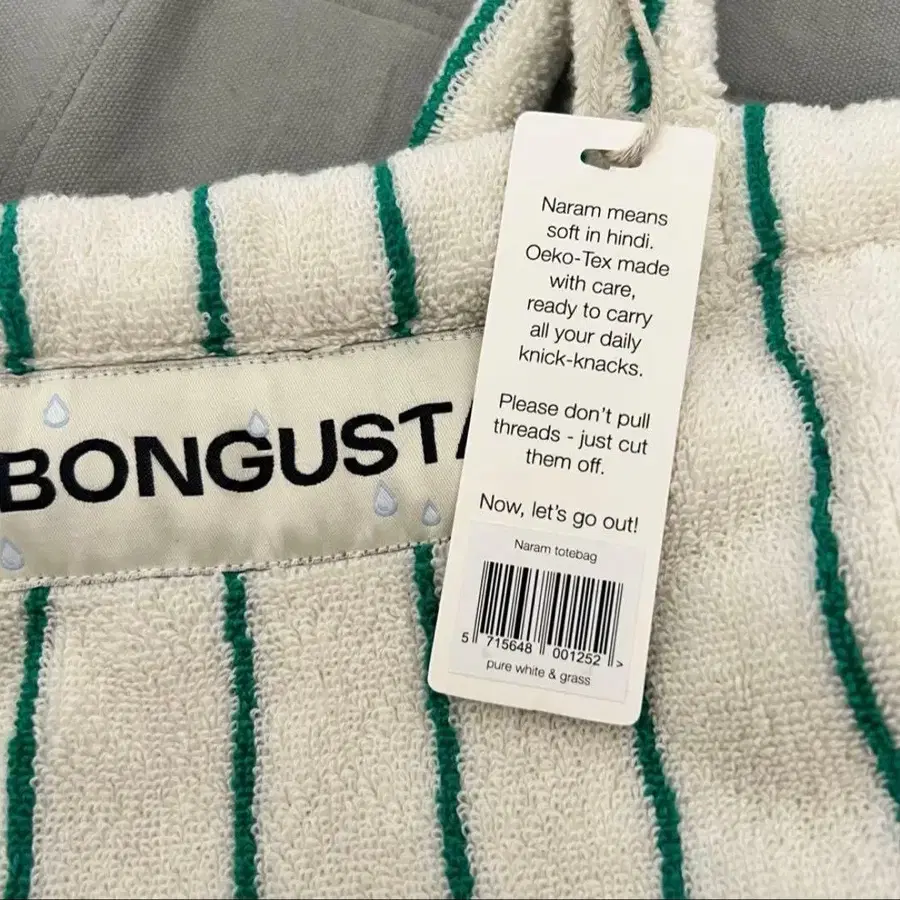 BONGUSTA
Naram means
soft in hindi.
Oeko-Tex made
with care,
ready to carry
all your daily
knick-knacks.
Please don't pull
threads - just cut
them off.
Now, let's go out!
Naram totebag
5 715648 001252 >
pure white & grass